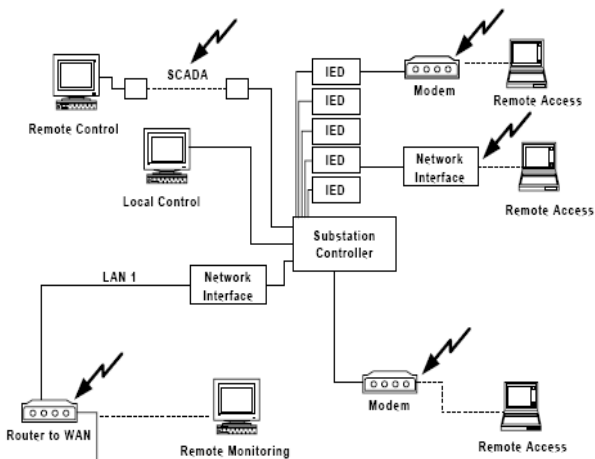 SCADA
Remote Control
Local Control
IED
IED
IED
IED
IED
Modem
Remote Access
Network
Interface
Remote Access
Substation
Controller
LAN 1
Network
Interface
Router to WAN
Remote Monitoring
Modem
Remote Access